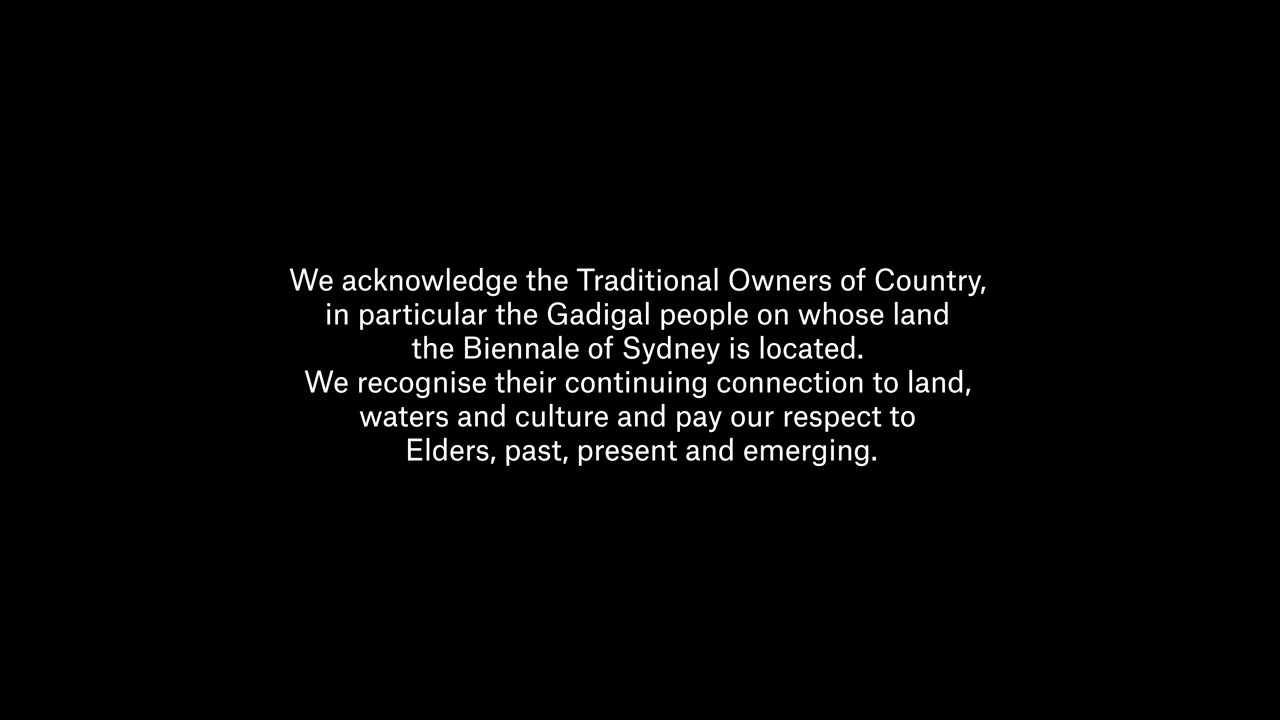 We acknowledge the Traditional Owners of Country,
in particular the Gadigal people on whose land
the Biennale of Sydney is located.
We recognise their continuing connection to land,
waters and culture and pay our respect to
Elders, past, present and emerging.